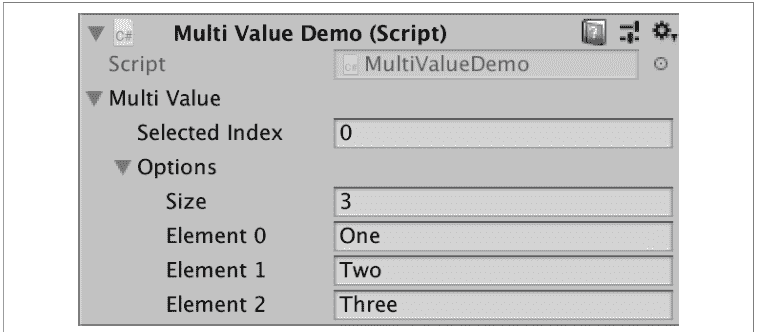 C# Multi Value Demo (Script)
Script C# MultiValueDemo
Multi Value
Selected Index 0
Options
Size 3
Element 0 One
Element 1 Two
Element 2 Three